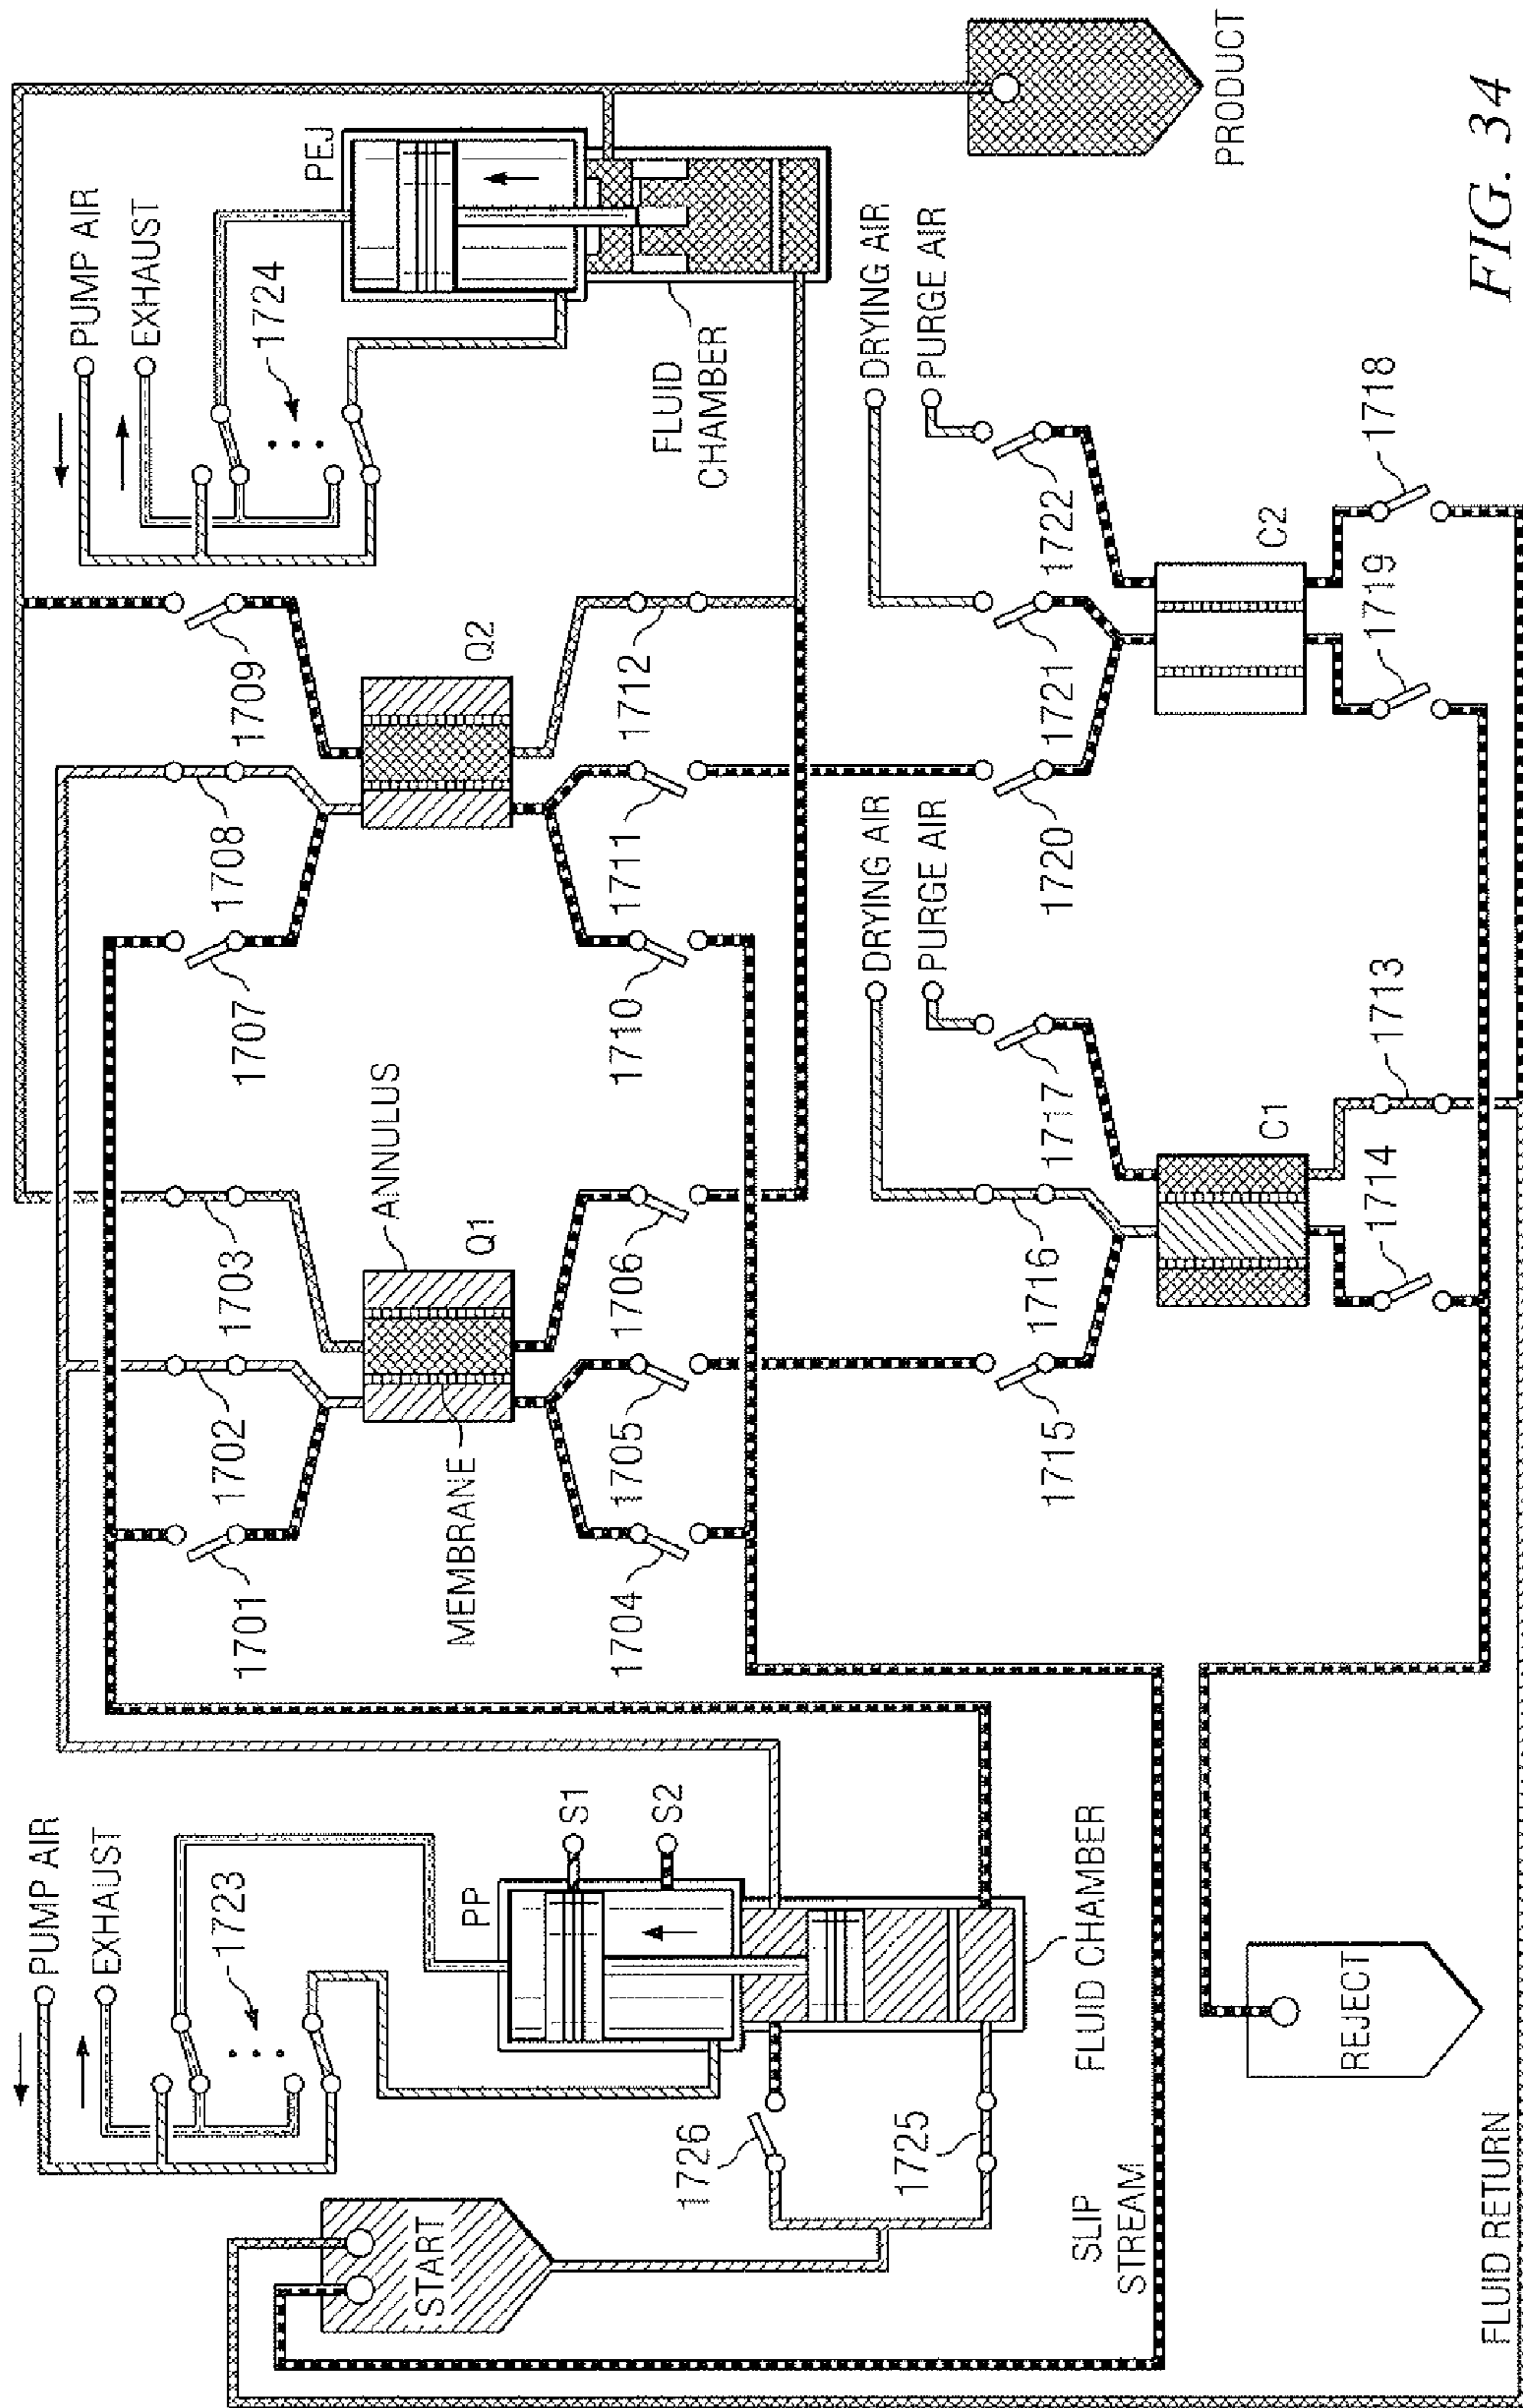 PUMP AIR
EXHAUST
1723
PP
S1
S2
START
1726
1725
SLIP
STREAM
FLUID CHAMBER
REJECT
FLUID RETURN
1701
1702
1703
MEMBRANE
ANNULUS
Q1
1704
1705
1706
1707
1708
1709
Q2
1710
1711
1712
PUMP AIR
EXHAUST
1724
PEJ
FLUID
CHAMBER
DRYING AIR
PURGE AIR
1715
1716
1717
C1
1714
1713
DRYING AIR
PURGE AIR
1720
1721
1722
C2
1719
1718
PRODUCT
FIG. 34